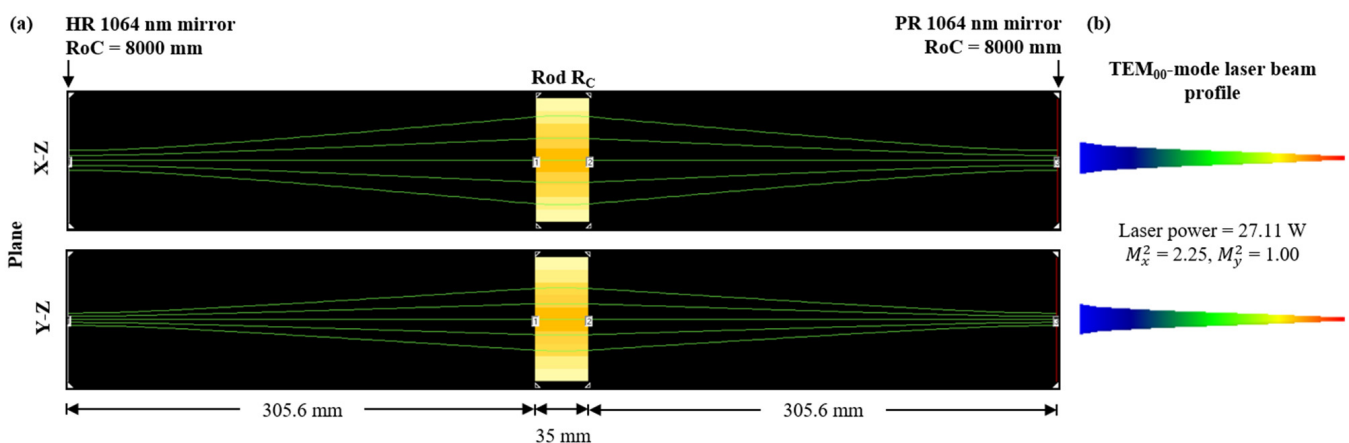 (a)
HR 1064 nm mirror
RoC = 8000 mm
PR 1064 nm mirror
RoC = 8000 mm
(b)
Rod R_C
TEM₀₀-mode laser beam
profile
Plane
X-Z
1
2
3
Laser power = 27.11 W
M_x^2 = 2.25, M_y^2 = 1.00
Y-Z
1
2
3
305.6 mm
35 mm
305.6 mm